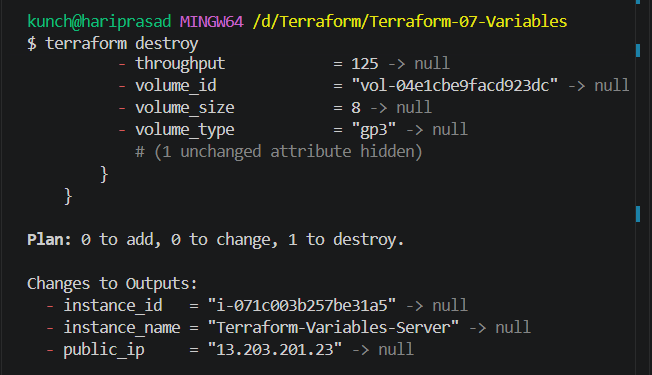 kunch@hariprasad MINGW64 /d/Terraform/Terraform-07-Variables
$ terraform destroy
- throughput = 125 -> null
- volume_id = "vol-04e1cbe9facd923dc" -> null
- volume_size = 8 -> null
- volume_type = "gp3" -> null
# (1 unchanged attribute hidden)
}
}
Plan: 0 to add, 0 to change, 1 to destroy.
Changes to Outputs:
- instance_id = "i-071c003b257be31a5" -> null
- instance_name = "Terraform-Variables-Server" -> null
- public_ip = "13.203.201.23" -> null